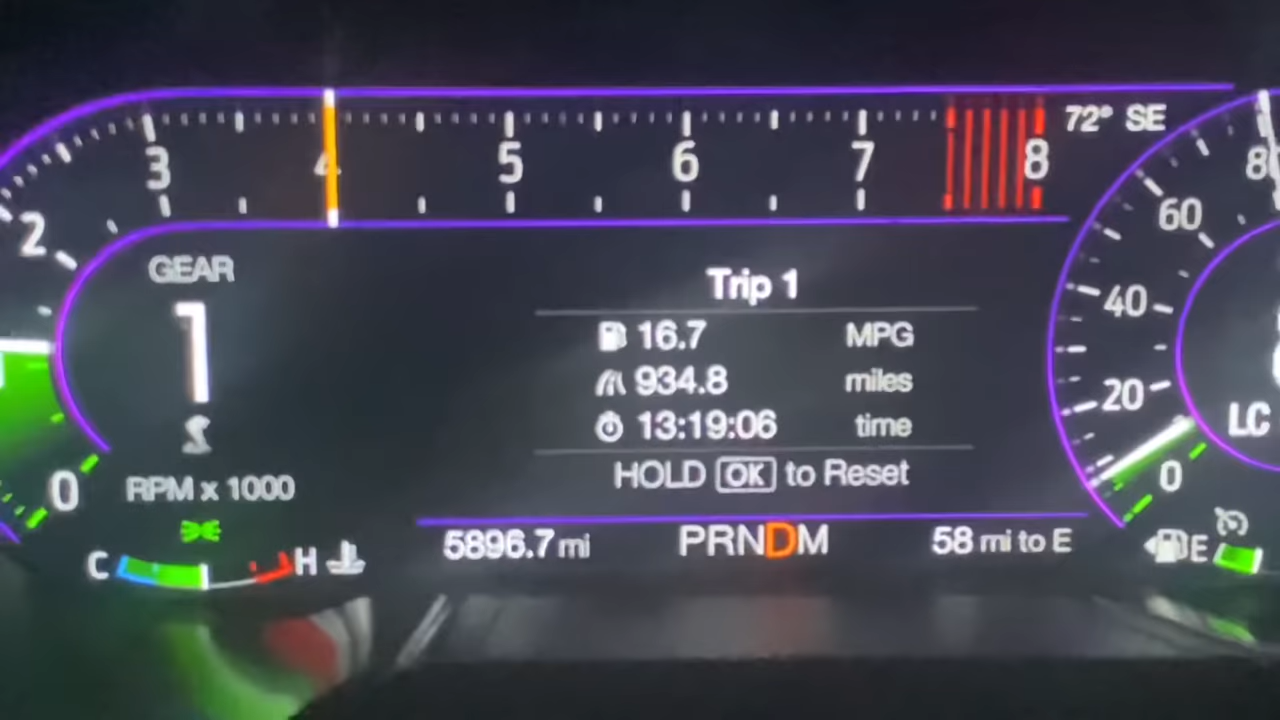 3 4 5 6 7 8
72° SE
2
80
60
GEAR
1
S
Trip 1
16.7 MPG
40
934.8 miles
20
13:19:06 time
LC
HOLD OK to Reset
0
RPM x 1000
0
5896.7 mi PRNDM 58 mi to E
C H
E